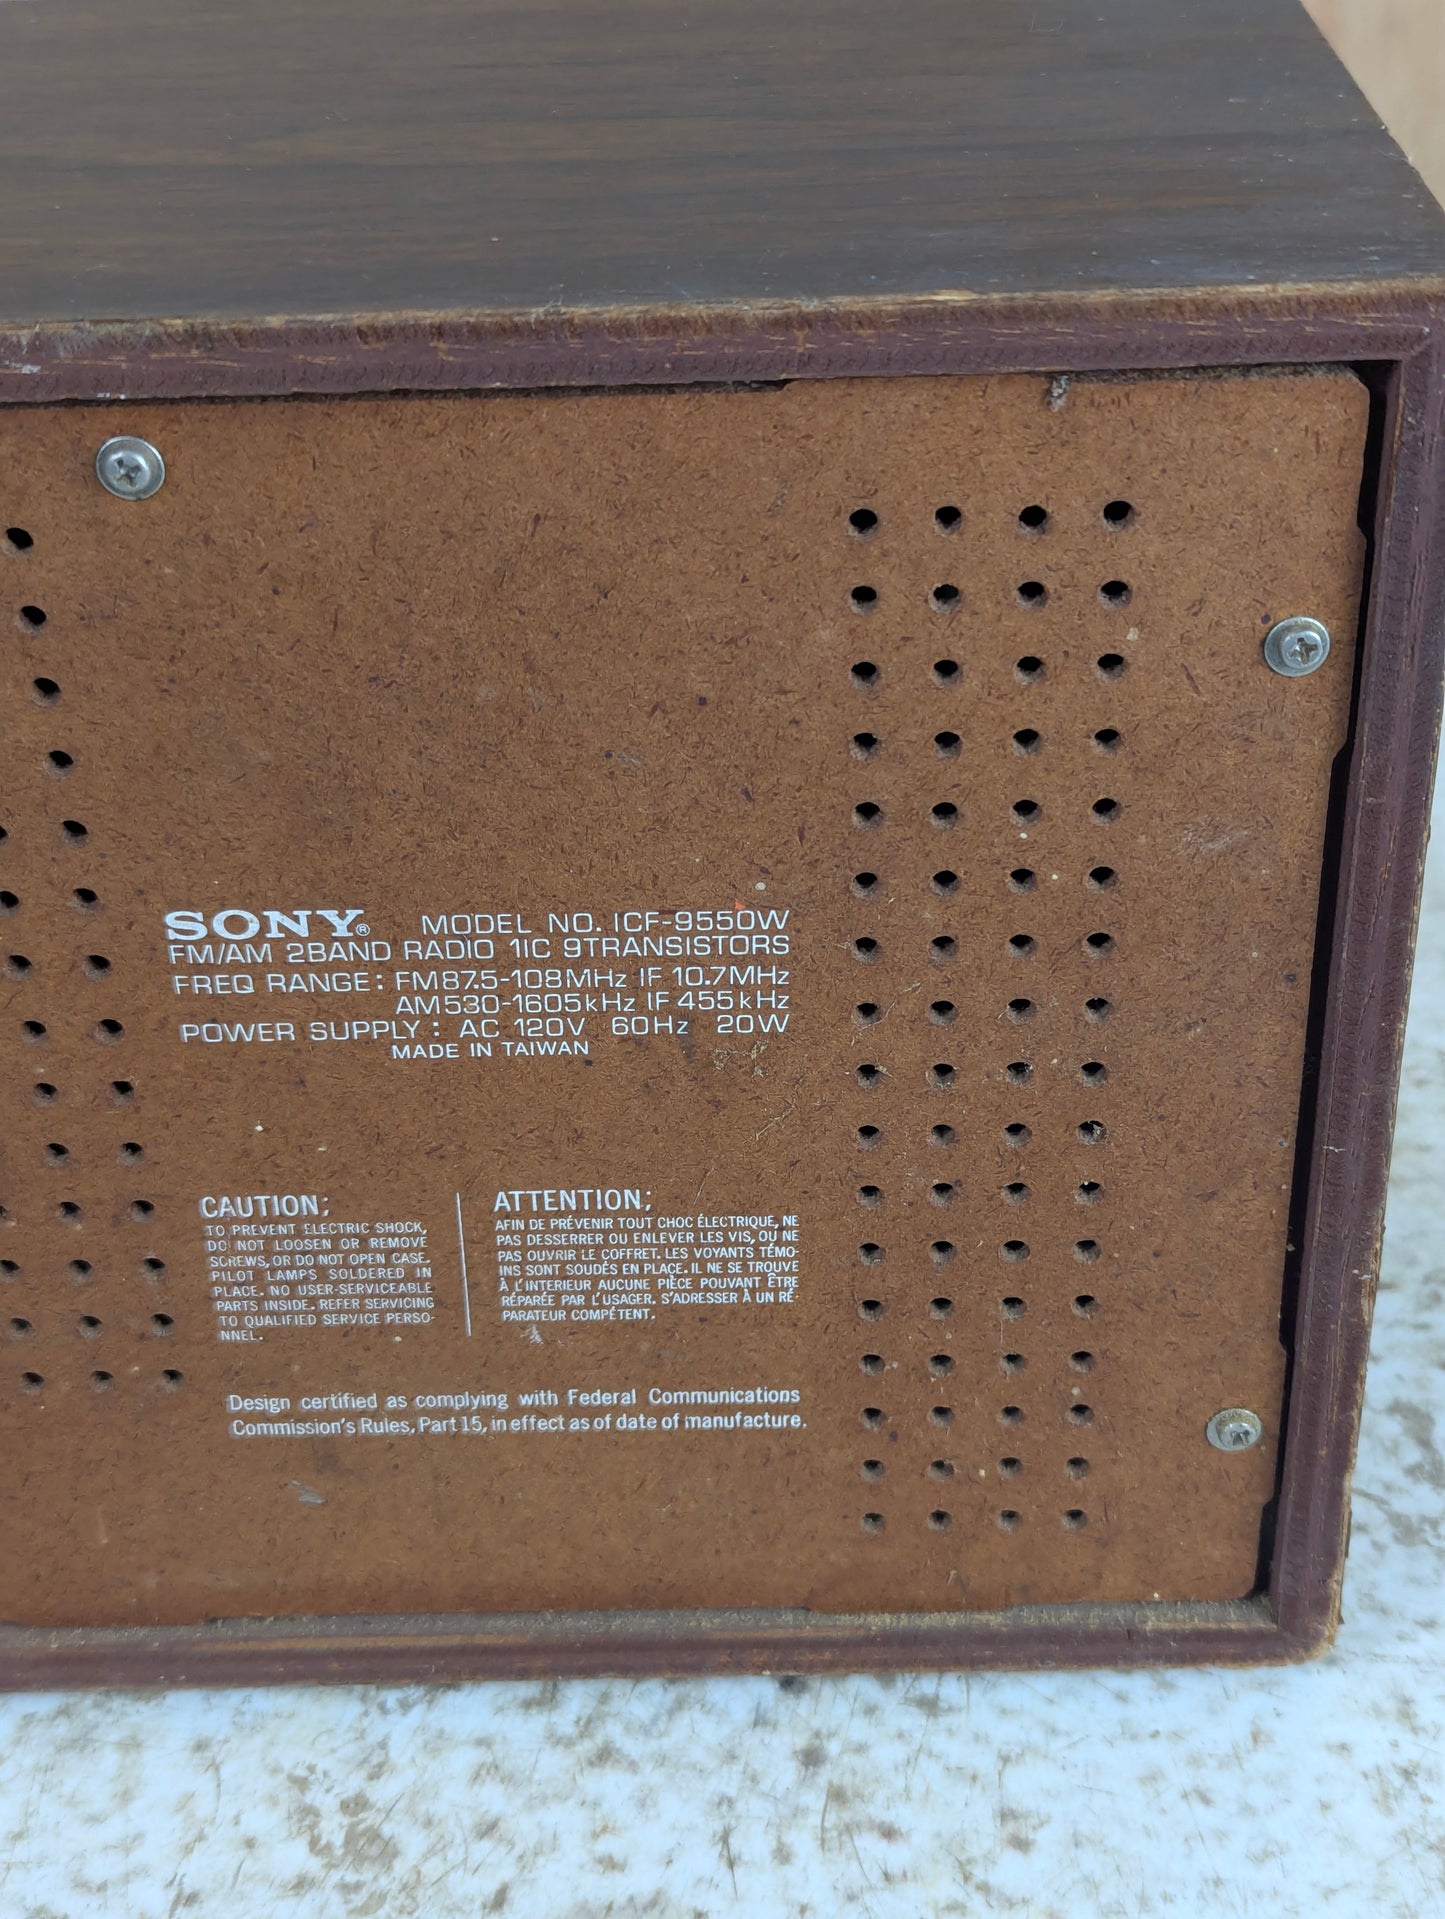 SONY® MODEL NO. ICF-9550W
FM/AM 2BAND RADIO 1IC 9TRANSISTORS
FREQ RANGE: FM87.5-108MHz IF 10.7MHz
AM530-1605kHz IF 455kHz
POWER SUPPLY: AC 120V 60Hz 20W
MADE IN TAIWAN
CAUTION;
TO PREVENT ELECTRIC SHOCK,
DO NOT LOOSEN OR REMOVE
SCREWS, OR DO NOT OPEN CASE.
PILOT LAMPS SOLDERED IN
PLACE. NO USER-SERVICEABLE
PARTS INSIDE. REFER SERVICING
TO QUALIFIED SERVICE PERSO-
NNEL.
ATTENTION;
AFIN DE PRÉVENIR TOUT CHOC ÉLECTRIQUE, NE
PAS DESSERRER OU ENLEVER LES VIS, OU NE
PAS OUVRIR LE COFFRET. LES VOYANTS TÉMO-
INS SONT SOUDÉS EN PLACE. IL NE SE TROUVE
À L'INTERIEUR AUCUNE PIÈCE POUVANT ÊTRE
RÉPARÉE PAR L'USAGER. S'ADRESSER À UN RÉ-
PARATEUR COMPÉTENT.
Design certified as complying with Federal Communications
Commission's Rules, Part 15, in effect as of date of manufacture.